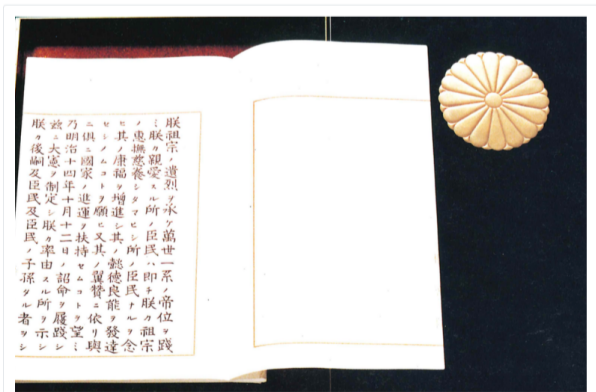 朕祖宗ノ遺烈ヲ承ケ萬世一系ノ帝位ヲ踐
ミ朕カ親愛スル所ノ臣民ハ即チ朕カ祖宗
ノ惠撫慈養シタマヒシ所ノ臣民ナルヲ念
ヒ其ノ康福ヲ增進シ其ノ懿德良能ヲ發達
セシメムコトヲ願ヒ又其ノ翼贊ニ依リ與
ニ俱ニ國家ノ進運ヲ扶持セムコトヲ望ミ
乃明治十四年十月十二日ノ詔命ヲ履踐シ
玆ニ大憲ヲ制定シ朕カ率由スル所ヲ示シ
朕カ後嗣及臣民及臣民ノ子孫タル者ヲシ